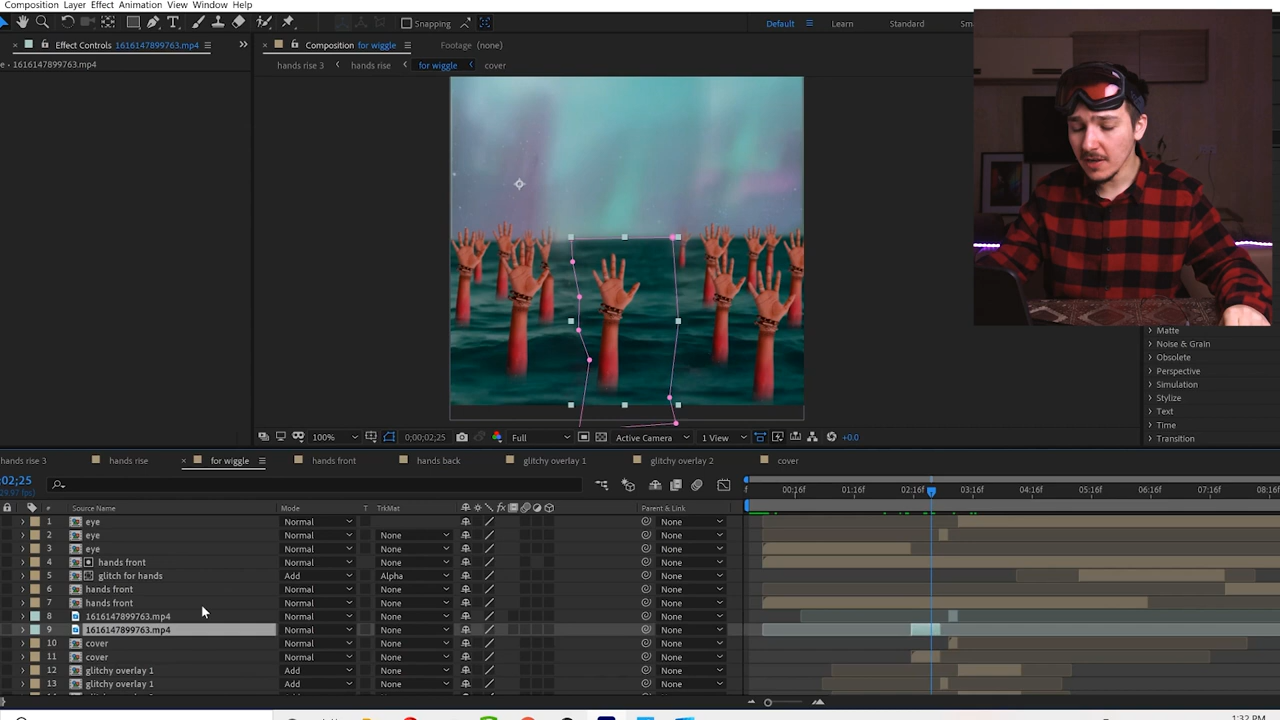 Composition Layer Effect Animation View Window Help
Snapping Default Learn Standard
Effect Controls 1616147899763.mp4
1616147899763.mp4
Composition for wiggle Footage (none)
hands rise 3 hands rise for wiggle cover
Matte
Noise & Grain
Obsolete
Perspective
Simulation
Stylize
Text
Time
Transition
100% 0;00;02;25 Full Active Camera 1 View +0.0
hands rise 3 hands rise for wiggle hands front hands back glitchy overlay 1 glitchy overlay 2 cover
02;25 00:16f 01:16f 02:16f 03:16f 04:16f 05:16f 06:16f 07:16f 08:16f
# Source Name Mode T TrkMat Parent & Link
1 eye Normal None
2 eye Normal None None
3 eye Normal None None
4 hands front Normal None None
5 glitch for hands Add Alpha None
6 hands front Normal None None
7 hands front Normal None None
8 1616147899763.mp4 Normal None None
9 1616147899763.mp4 Normal None None
10 cover Normal None None
11 cover Normal None None
12 glitchy overlay 1 Add None None
13 glitchy overlay 1 Add None None
1:32 PM